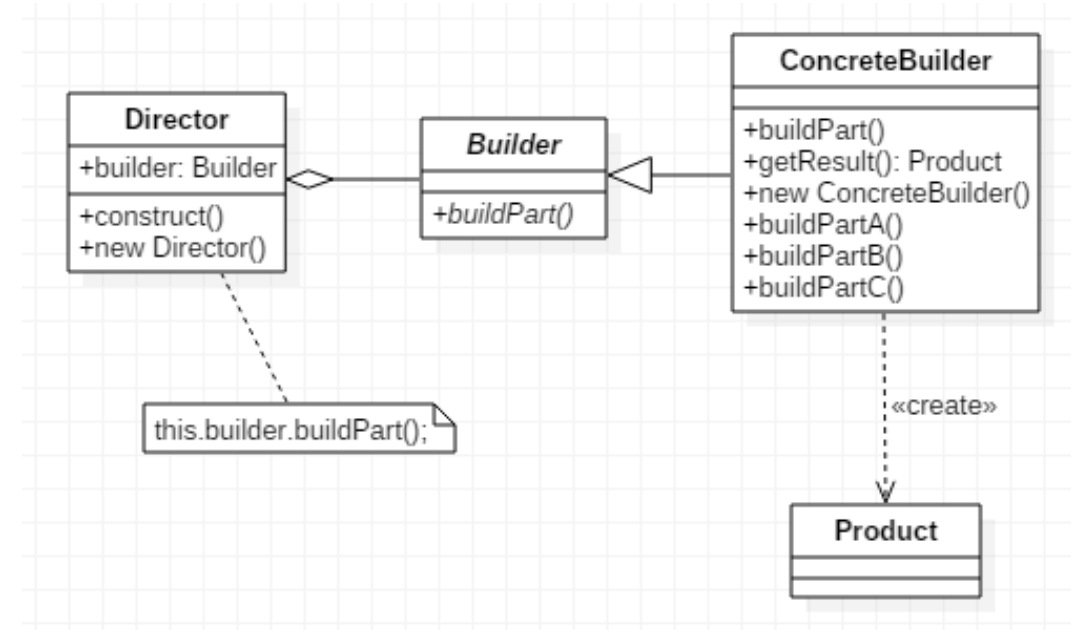 Director
+builder: Builder
+construct()
+new Director()
Builder
+buildPart()
ConcreteBuilder
+buildPart()
+getResult(): Product
+new ConcreteBuilder()
+buildPartA()
+buildPartB()
+buildPartC()
this.builder.buildPart();
«create»
Product